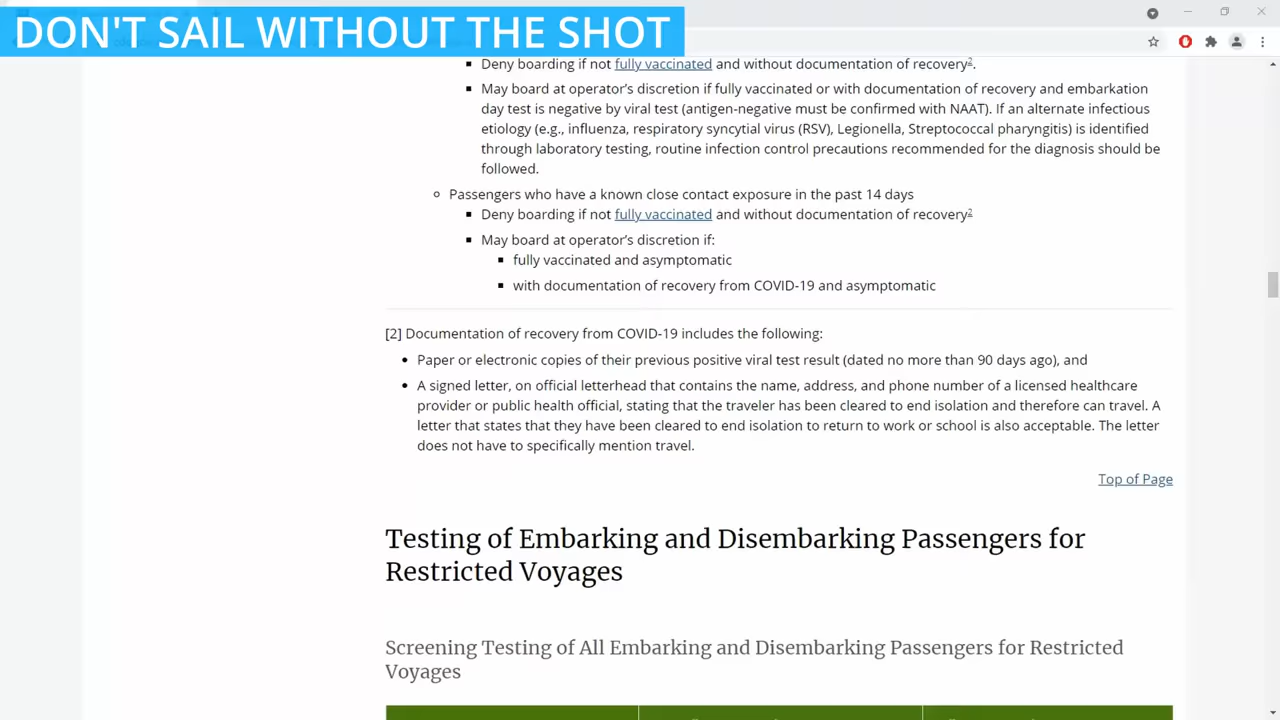 DON'T SAIL WITHOUT THE SHOT
Deny boarding if not fully vaccinated and without documentation of recovery2.
May board at operator’s discretion if fully vaccinated or with documentation of recovery and embarkation
day test is negative by viral test (antigen-negative must be confirmed with NAAT). If an alternate infectious
etiology (e.g., influenza, respiratory syncytial virus (RSV), Legionella, Streptococcal pharyngitis) is identified
through laboratory testing, routine infection control precautions recommended for the diagnosis should be
followed.
Passengers who have a known close contact exposure in the past 14 days
Deny boarding if not fully vaccinated and without documentation of recovery2
May board at operator’s discretion if:
fully vaccinated and asymptomatic
with documentation of recovery from COVID-19 and asymptomatic
[2] Documentation of recovery from COVID-19 includes the following:
Paper or electronic copies of their previous positive viral test result (dated no more than 90 days ago), and
A signed letter, on official letterhead that contains the name, address, and phone number of a licensed healthcare
provider or public health official, stating that the traveler has been cleared to end isolation and therefore can travel. A
letter that states that they have been cleared to end isolation to return to work or school is also acceptable. The letter
does not have to specifically mention travel.
Top of Page
Testing of Embarking and Disembarking Passengers for
Restricted Voyages
Screening Testing of All Embarking and Disembarking Passengers for Restricted
Voyages